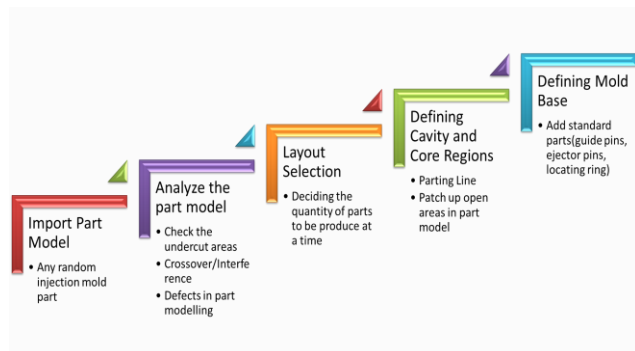 Import Part
Model
• Any random
injection mold
part
Analyze the
part model
• Check the
undercut areas
• Crossover/Interfe
rence
• Defects in part
modelling
Layout
Selection
• Deciding the
quantity of parts
to be produce at
a time
Defining
Cavity and
Core Regions
• Parting Line
• Patch up open
areas in part
model
Defining Mold
Base
• Add standard
parts(guide pins,
ejector pins,
locating ring)